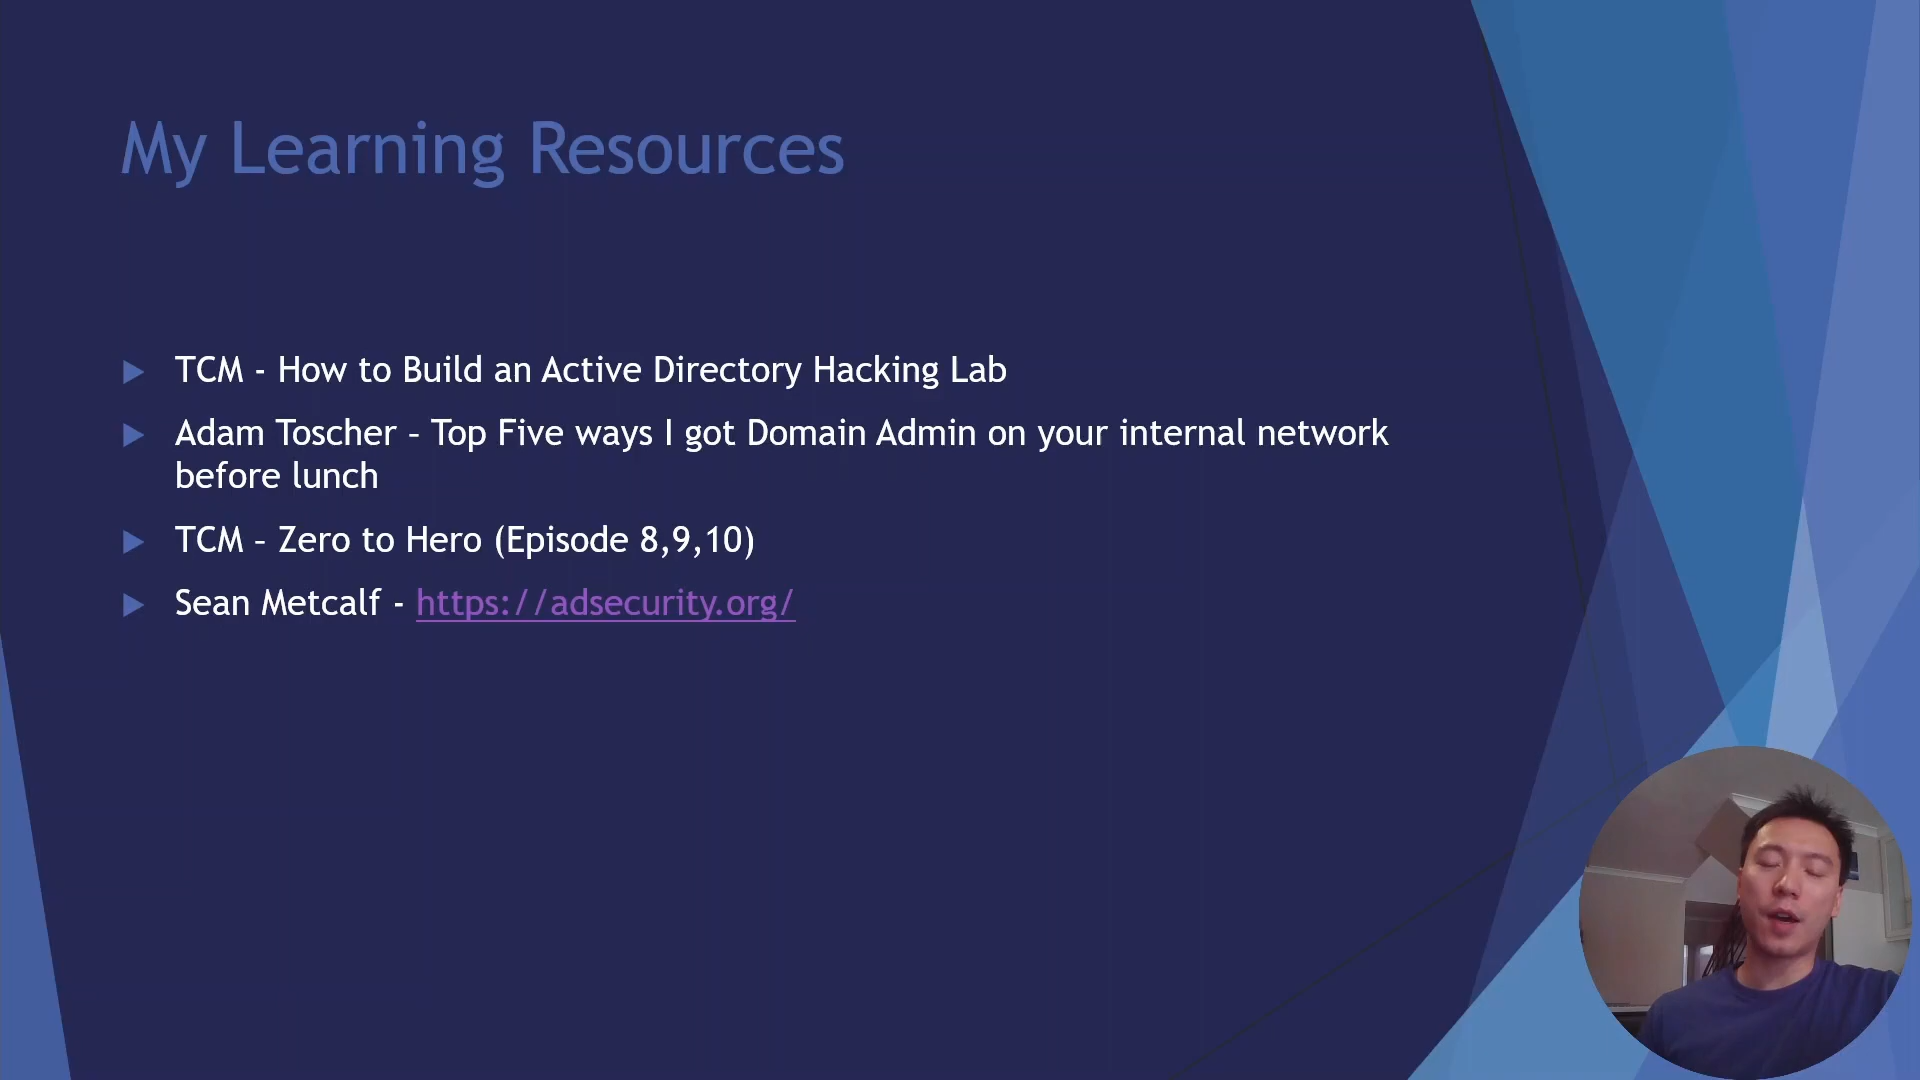 My Learning Resources
TCM - How to Build an Active Directory Hacking Lab
Adam Toscher – Top Five ways I got Domain Admin on your internal network
before lunch
TCM – Zero to Hero (Episode 8,9,10)
Sean Metcalf - https://adsecurity.org/